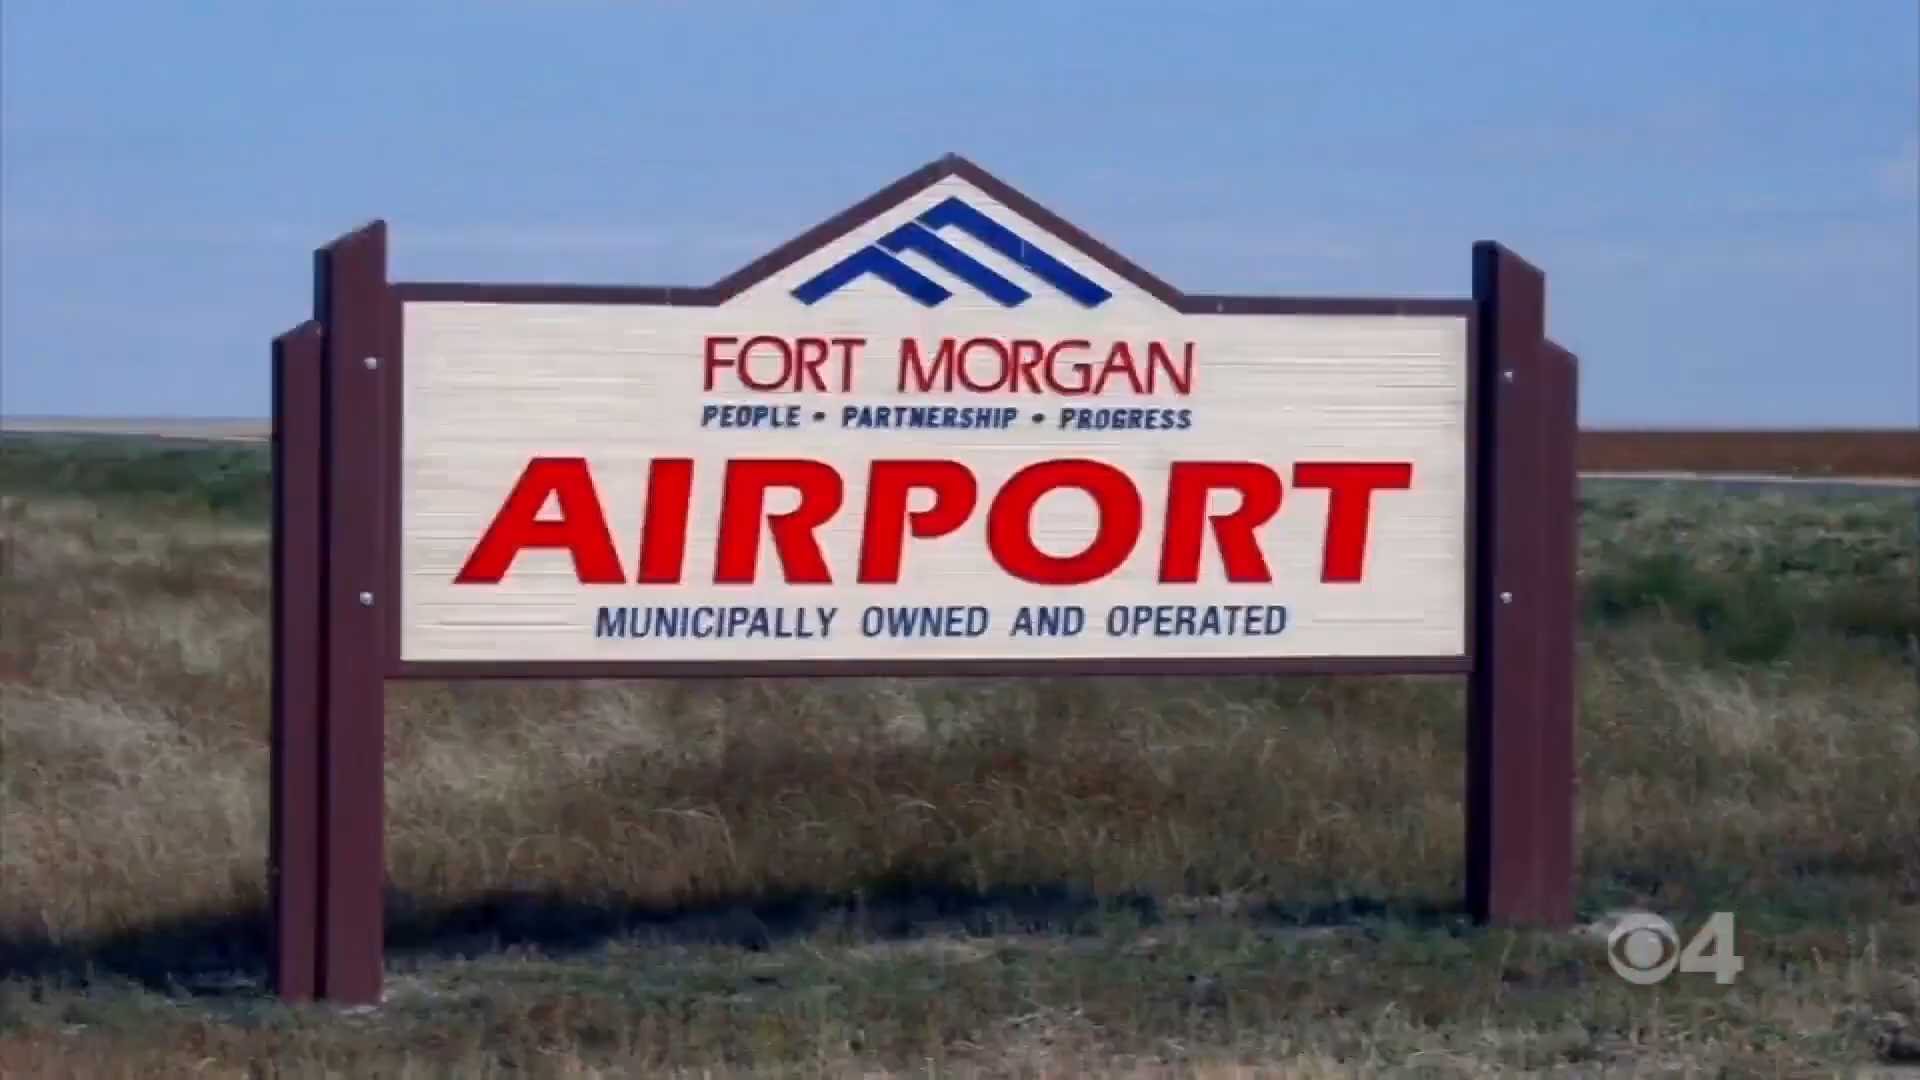 FORT MORGAN
PEOPLE • PARTNERSHIP • PROGRESS
AIRPORT
MUNICIPALLY OWNED AND OPERATED
4